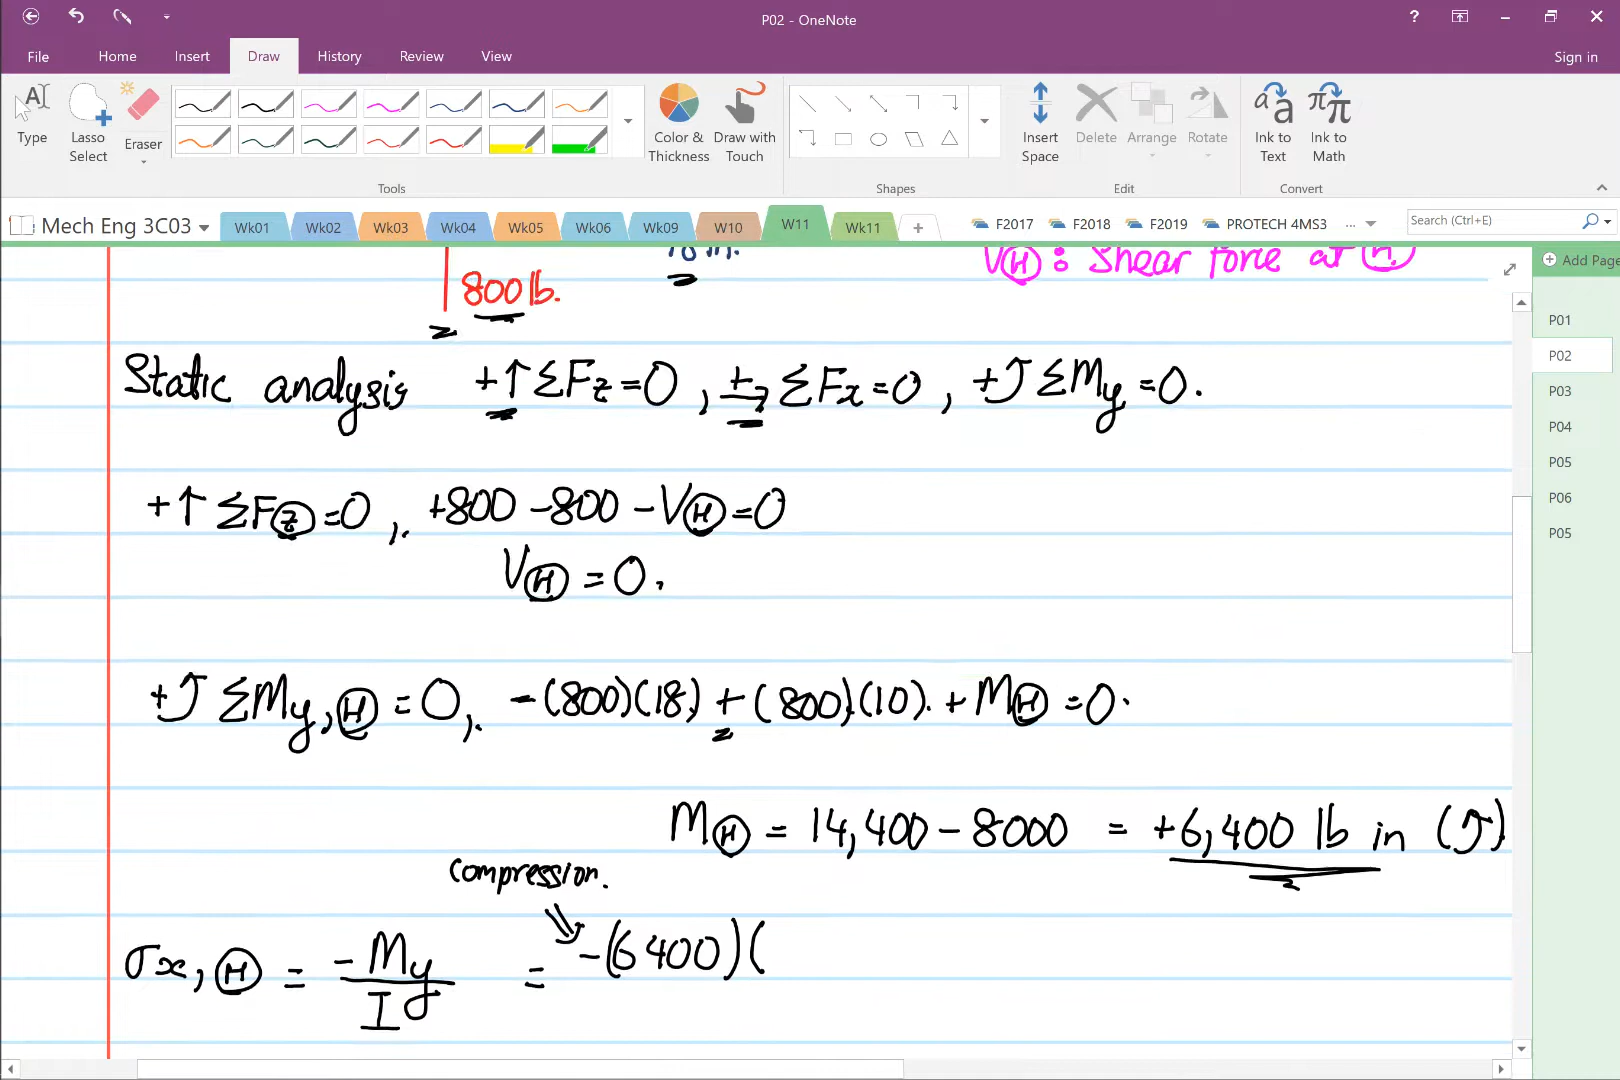 P02 - OneNote
File Home Insert Draw History Review View Sign in
Type Lasso Select Eraser Color & Thickness Draw with Touch Insert Space Delete Arrange Rotate Ink to Text Ink to Math
Tools Shapes Edit Convert
Mech Eng 3C03 Wk01 Wk02 Wk03 Wk04 Wk05 Wk06 Wk09 W10 W11 Wk11 + F2017 F2018 F2019 PROTECH 4MS3 ... Search (Ctrl+E)
Add Page
P01
P02
P03
P04
P05
P06
P05
in.
V(H) : Shear force at (H).
800 lb.
Static analysis +↑ΣFz=0, +→ ΣFx=0, +↺ ΣMy=0.
+↑ΣFz=0, +800 -800 -V(H)=0
V(H) = 0.
+↺ ΣMy,(H) = 0, -(800)(18) + (800)(10) + M(H) = 0.
M(H) = 14,400 - 8000 = +6,400 lb in (↺)
compression.
σx,(H) = -My/I = -(6400)(
y